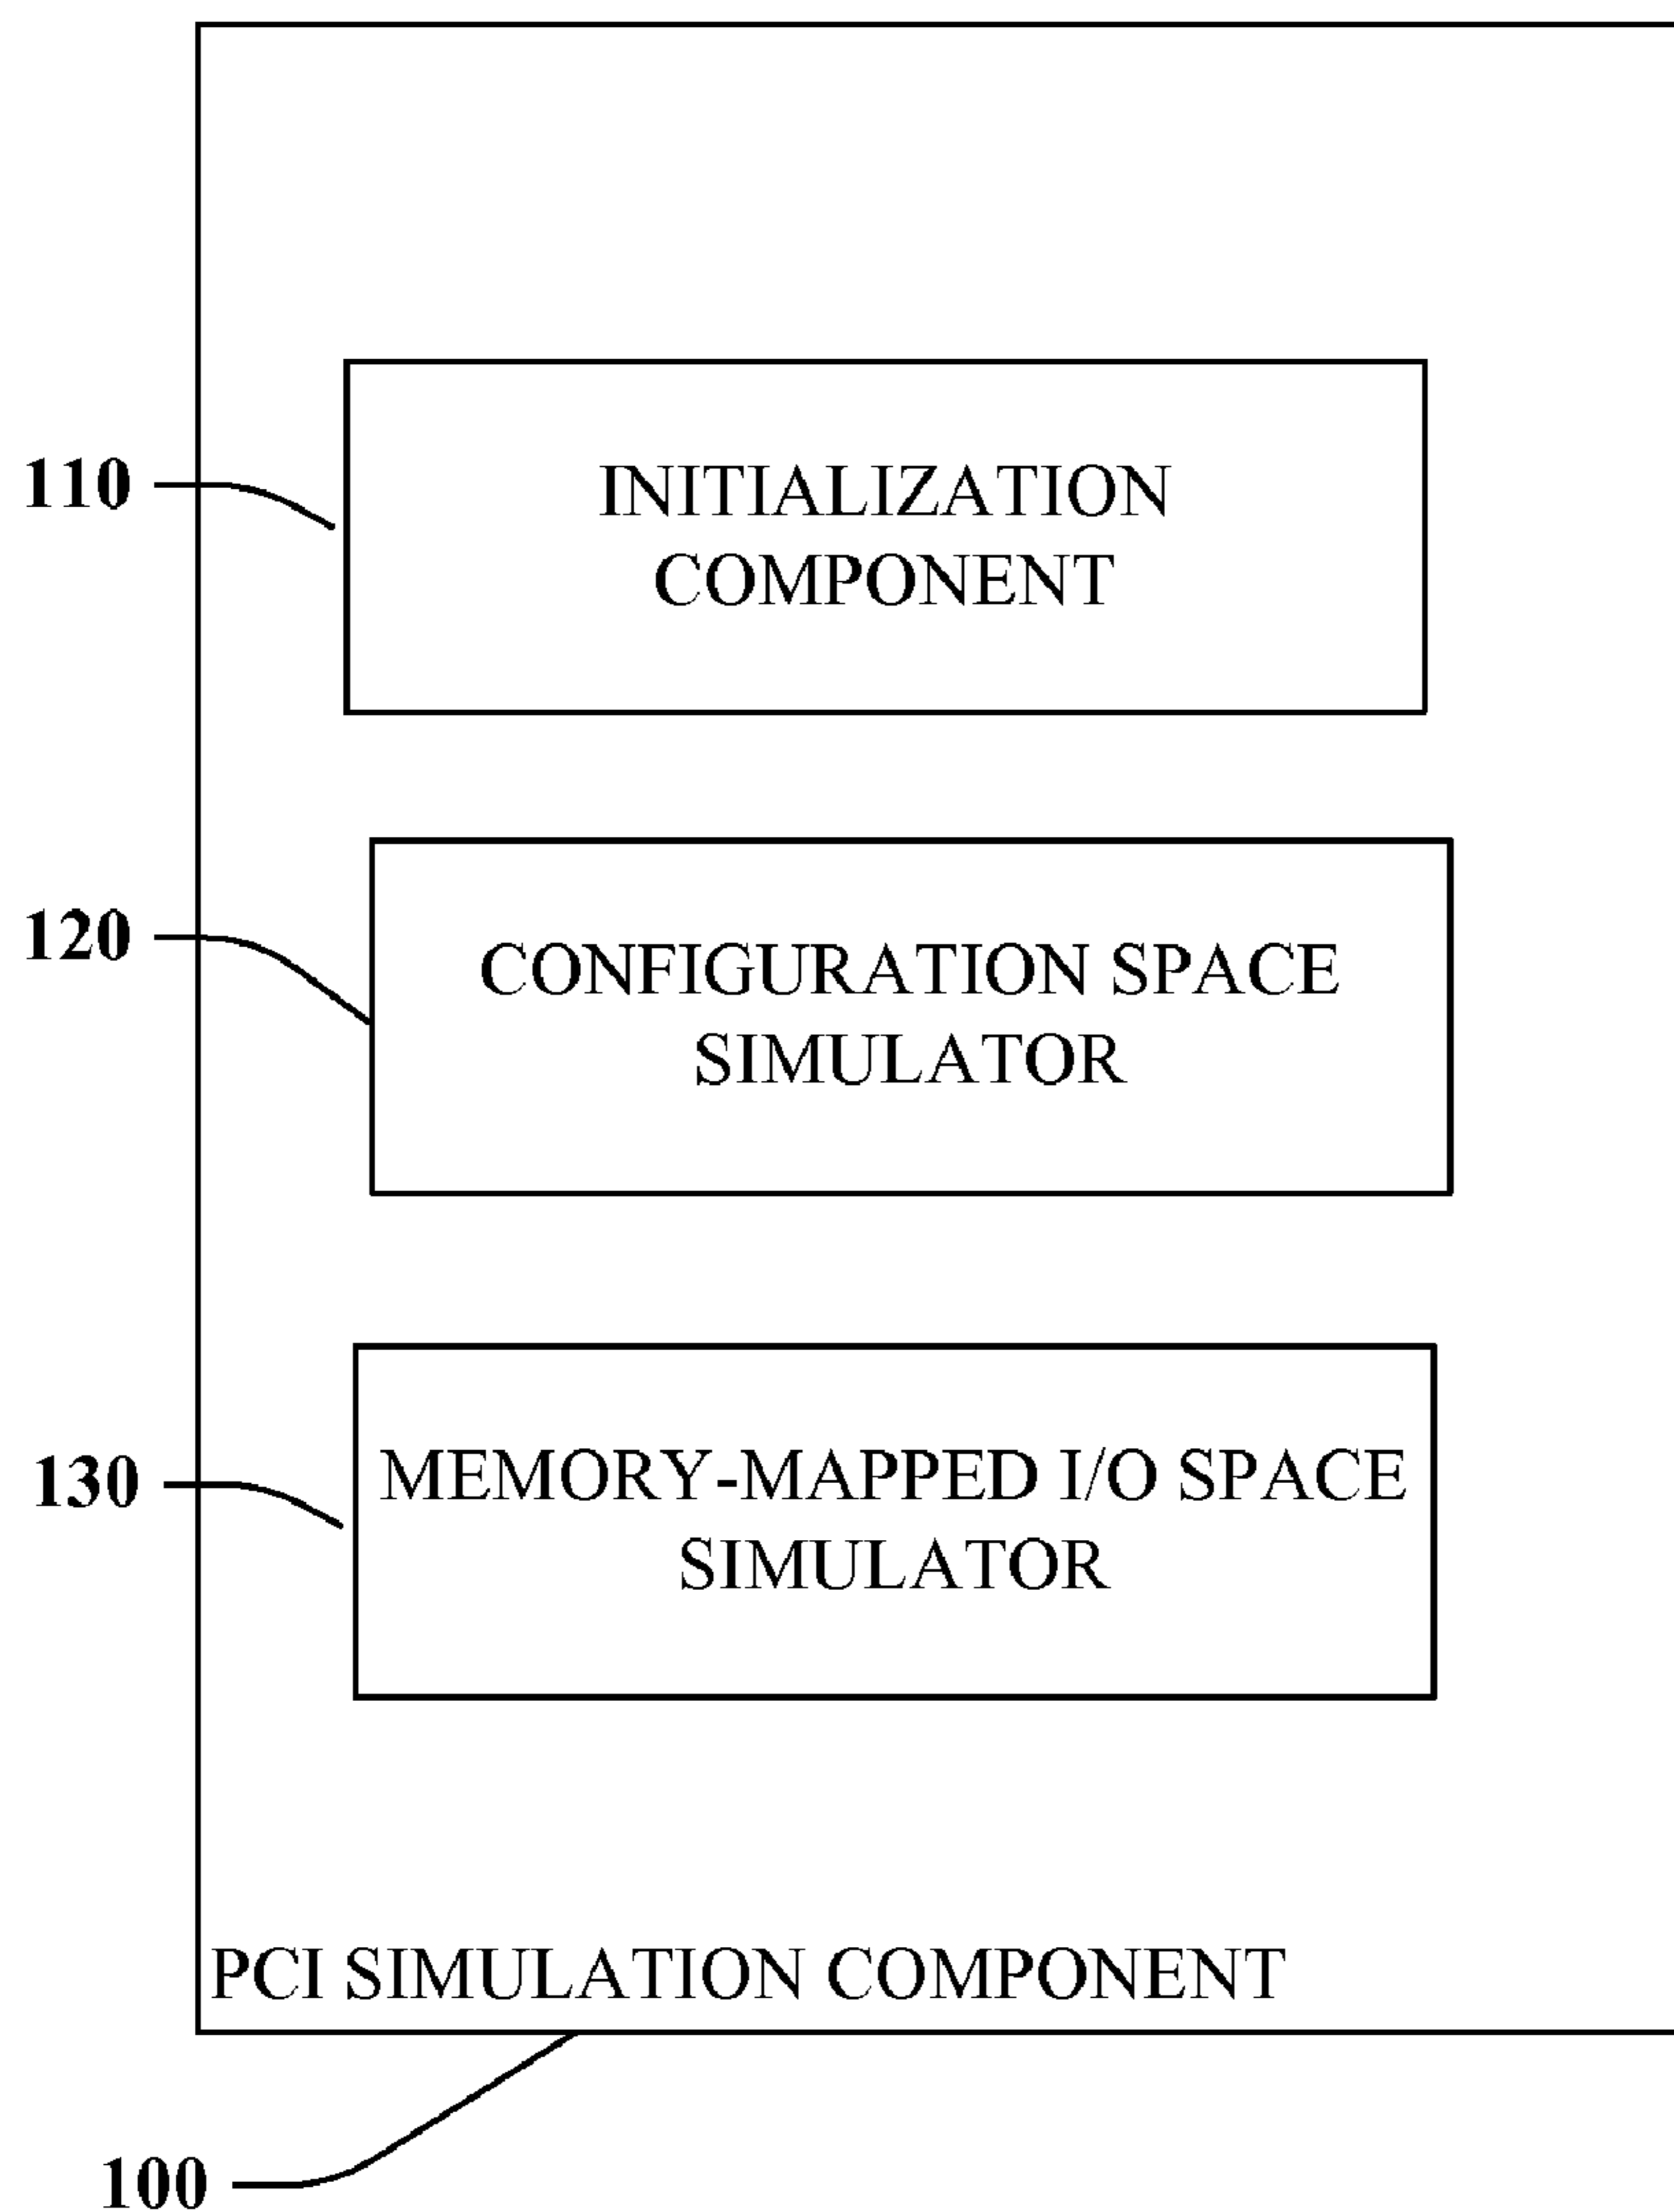 110
INITIALIZATION
COMPONENT
120
CONFIGURATION SPACE
SIMULATOR
130
MEMORY-MAPPED I/O SPACE
SIMULATOR
PCI SIMULATION COMPONENT
100